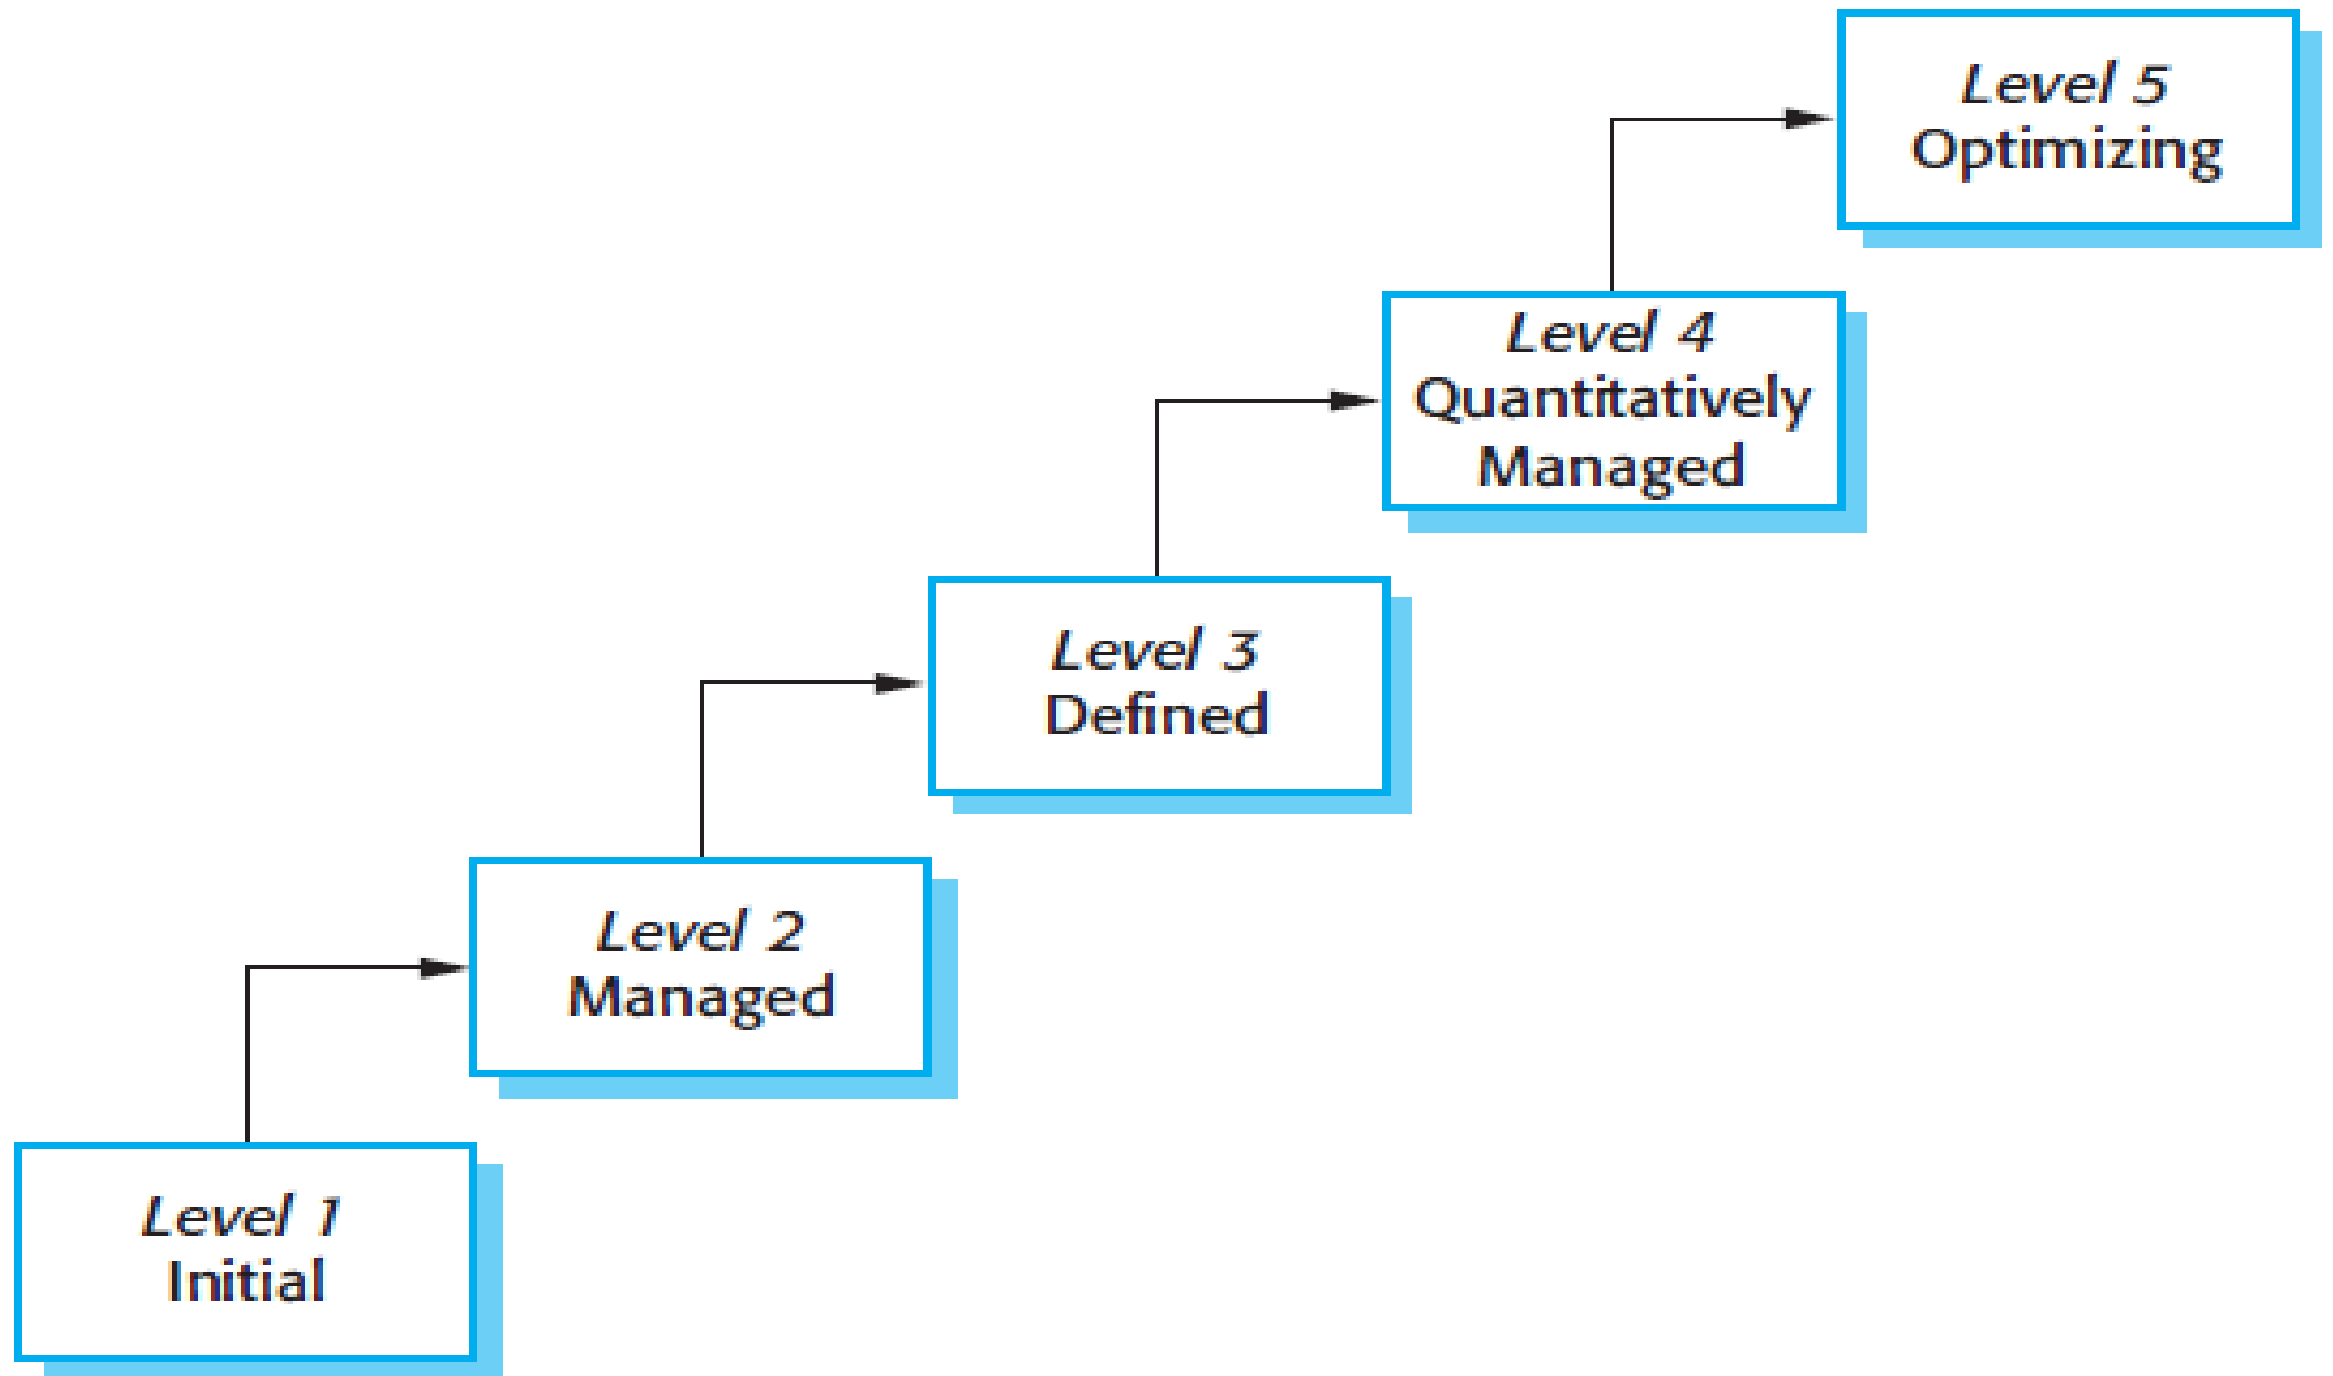 Level 5
Optimizing
Level 4
Quantitatively
Managed
Level 3
Defined
Level 2
Managed
Level 1
Initial